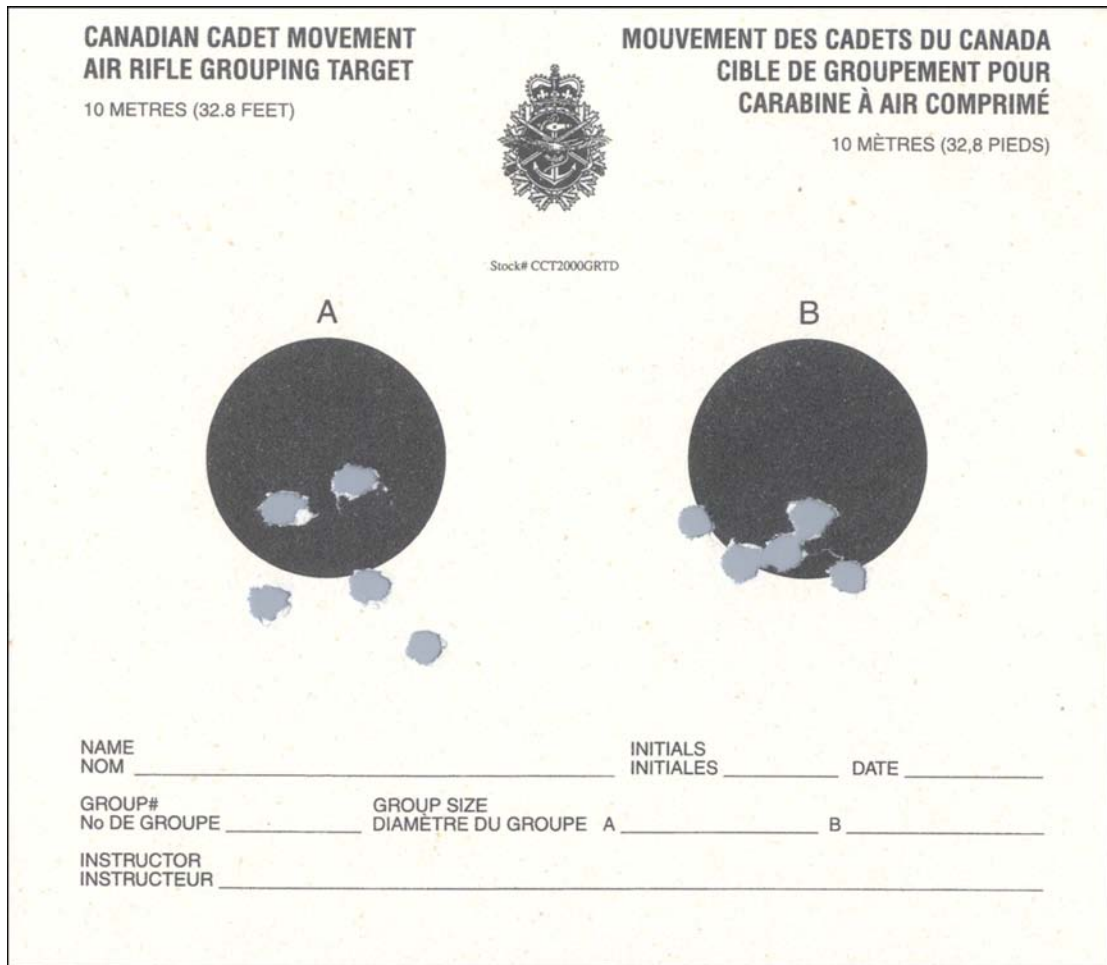 CANADIAN CADET MOVEMENT
AIR RIFLE GROUPING TARGET
10 METRES (32.8 FEET)
MOUVEMENT DES CADETS DU CANADA
CIBLE DE GROUPEMENT POUR
CARABINE À AIR COMPRIMÉ
10 MÈTRES (32,8 PIEDS)
Stock# CCT2000GRTD
A
B
NAME
NOM
INITIALS
INITIALES
DATE
GROUP#
No DE GROUPE
GROUP SIZE
DIAMÈTRE DU GROUPE A
B
INSTRUCTOR
INSTRUCTEUR